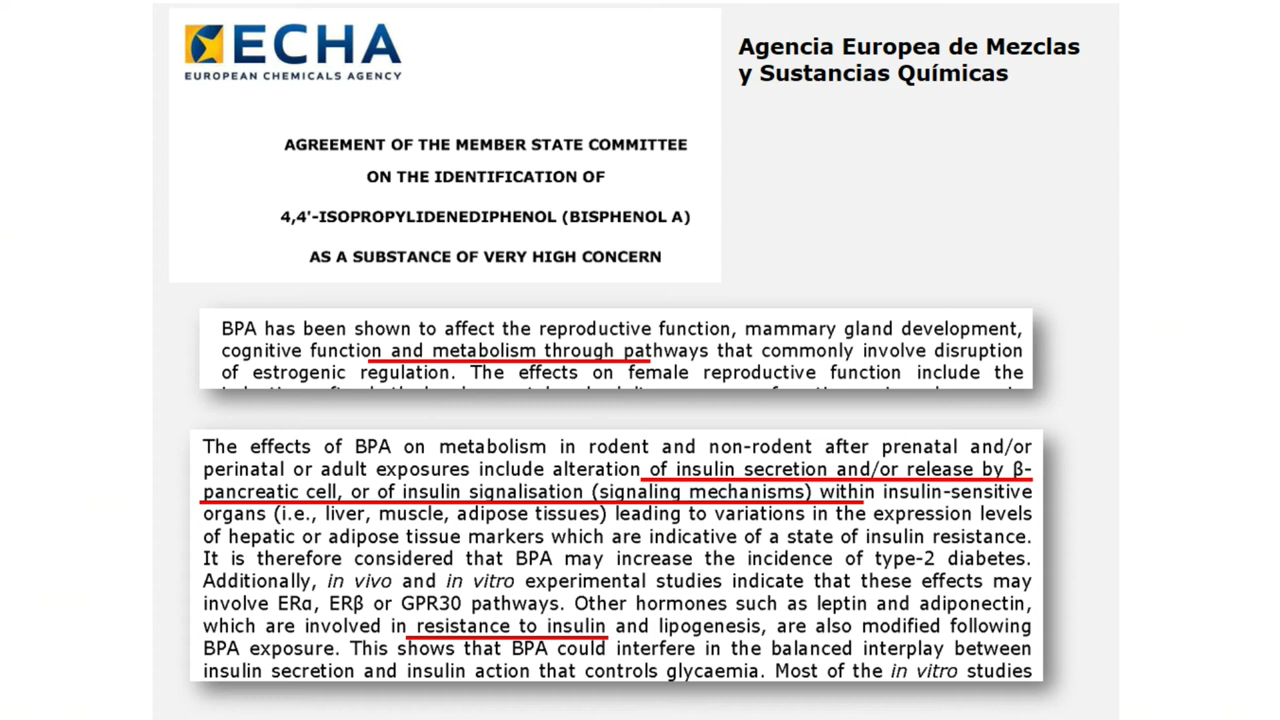 ECHA
EUROPEAN CHEMICALS AGENCY
Agencia Europea de Mezclas
y Sustancias Químicas
AGREEMENT OF THE MEMBER STATE COMMITTEE
ON THE IDENTIFICATION OF
4,4'-ISOPROPYLIDENEDIPHENOL (BISPHENOL A)
AS A SUBSTANCE OF VERY HIGH CONCERN
BPA has been shown to affect the reproductive function, mammary gland development,
cognitive function and metabolism through pathways that commonly involve disruption
of estrogenic regulation. The effects on female reproductive function include the
The effects of BPA on metabolism in rodent and non-rodent after prenatal and/or
perinatal or adult exposures include alteration of insulin secretion and/or release by β-
pancreatic cell, or of insulin signalisation (signaling mechanisms) within insulin-sensitive
organs (i.e., liver, muscle, adipose tissues) leading to variations in the expression levels
of hepatic or adipose tissue markers which are indicative of a state of insulin resistance.
It is therefore considered that BPA may increase the incidence of type-2 diabetes.
Additionally, in vivo and in vitro experimental studies indicate that these effects may
involve ERα, ERβ or GPR30 pathways. Other hormones such as leptin and adiponectin,
which are involved in resistance to insulin and lipogenesis, are also modified following
BPA exposure. This shows that BPA could interfere in the balanced interplay between
insulin secretion and insulin action that controls glycaemia. Most of the in vitro studies